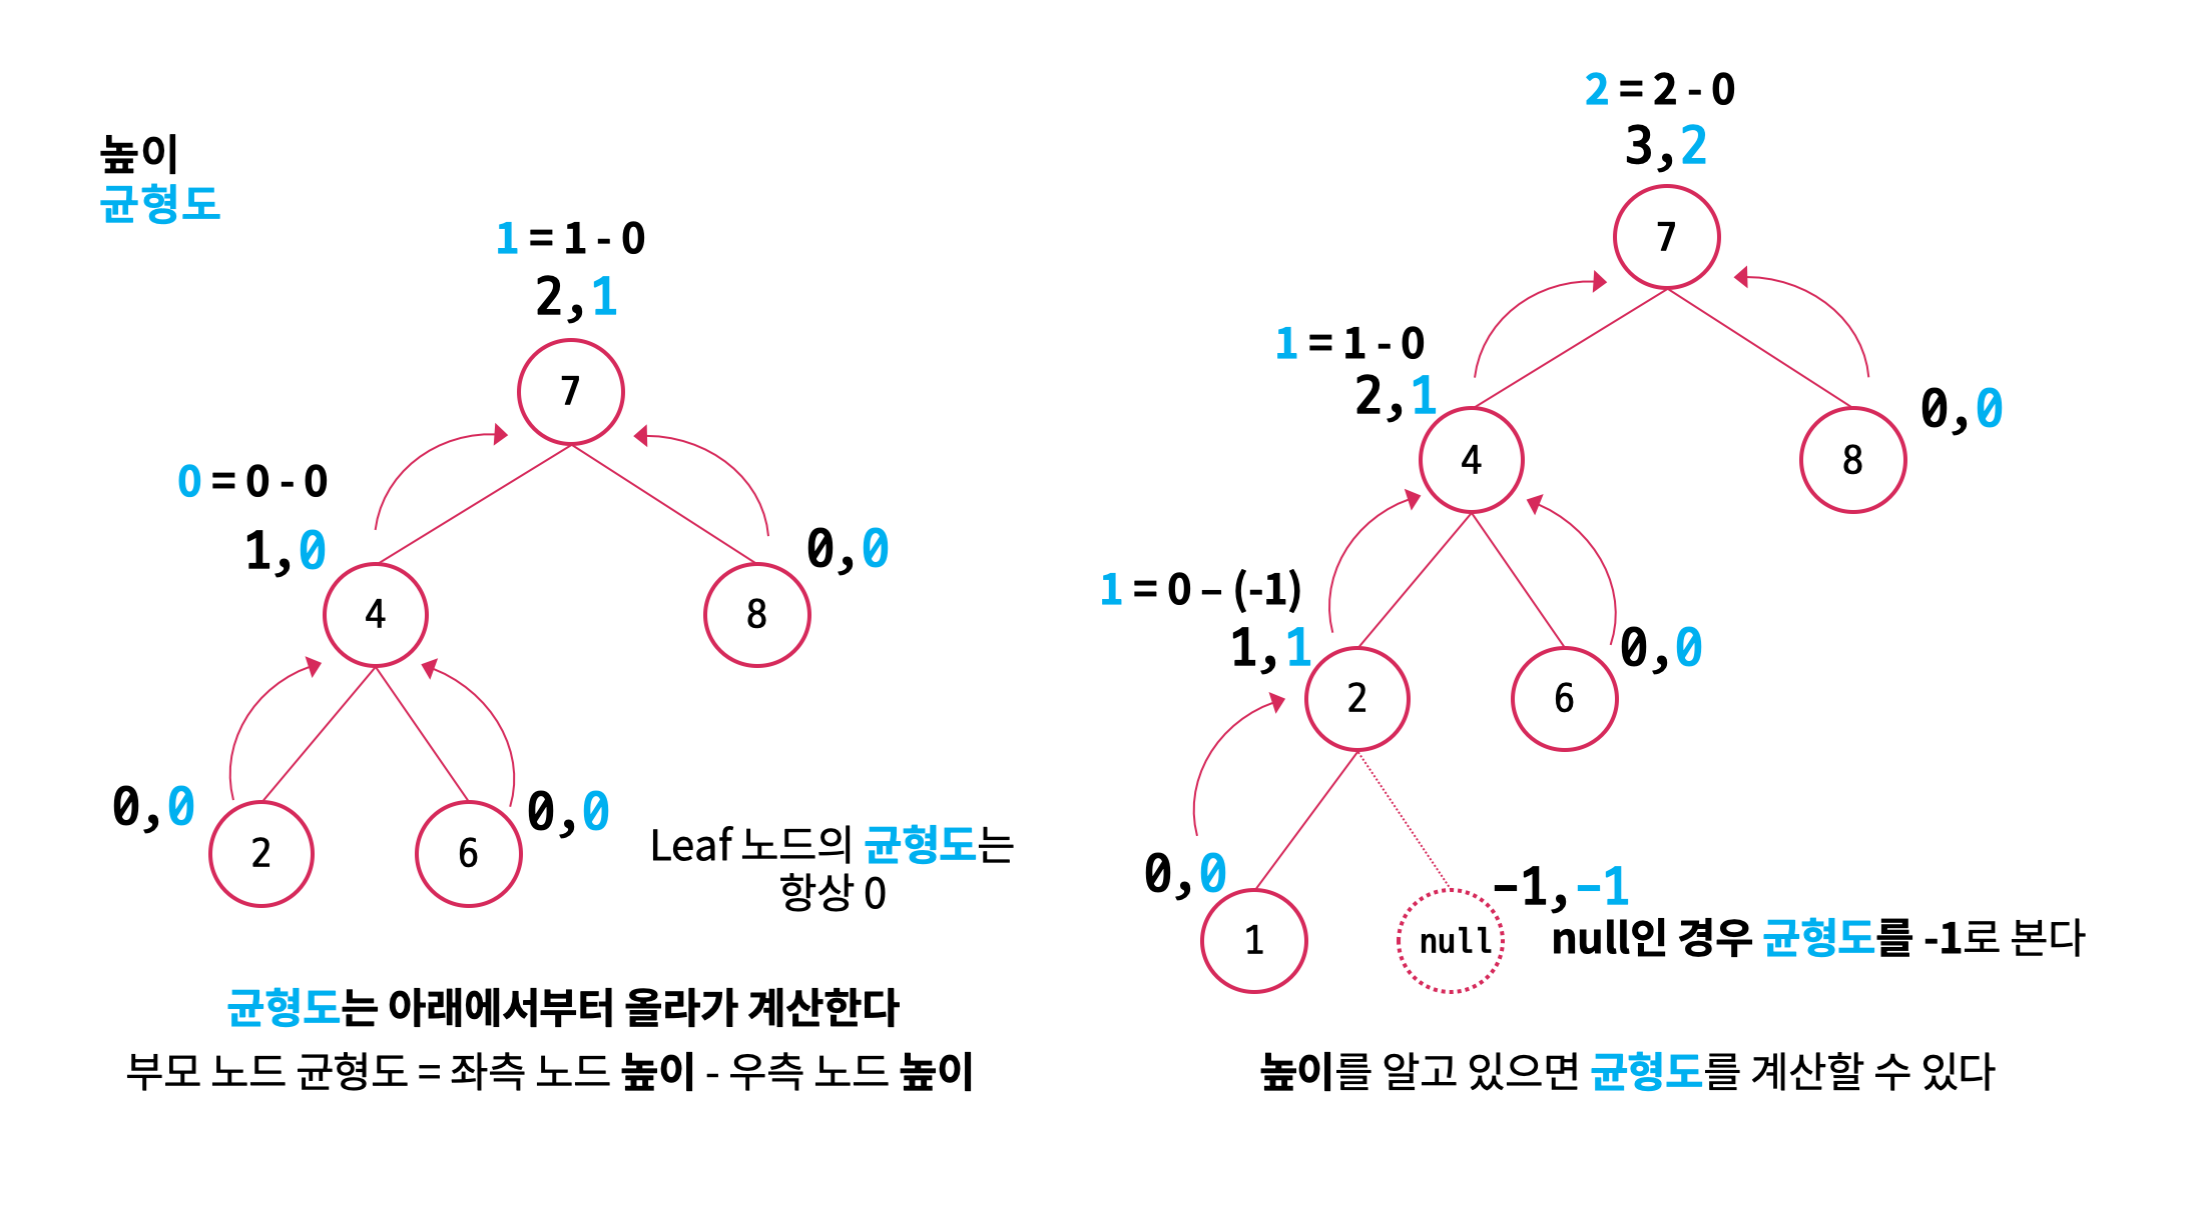 높이
균형도
1 = 1 - 0
2,1
7
0 = 0 - 0
1,0
4
0,0
8
0,0
2
0,0
6
Leaf 노드의 균형도는
항상 0
균형도는 아래에서부터 올라가 계산한다
부모 노드 균형도 = 좌측 노드 높이 - 우측 노드 높이
2 = 2 - 0
3,2
7
1 = 1 - 0
2,1
4
0,0
8
1 = 0 – (-1)
1,1
2
0,0
6
0,0
1
-1,-1
null
null인 경우 균형도를 -1로 본다
높이를 알고 있으면 균형도를 계산할 수 있다